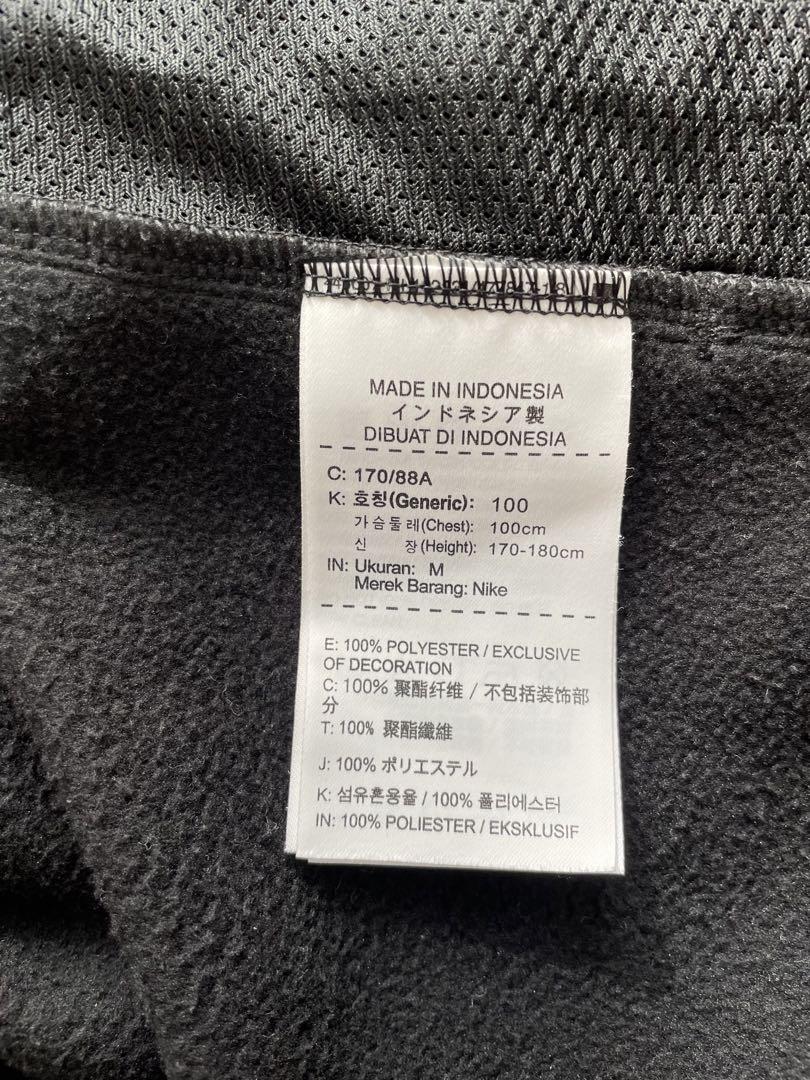 MADE IN INDONESIA
インドネシア製
DIBUAT DI INDONESIA
C: 170/88A
K: 호칭(Generic): 100
가슴둘레(Chest): 100cm
신 장(Height): 170-180cm
IN: Ukuran: M
Merek Barang: Nike
E: 100% POLYESTER / EXCLUSIVE
OF DECORATION
C: 100% 聚酯纤维 / 不包括装饰部
分
T: 100% 聚酯纖維
J: 100% ポリエステル
K: 섬유혼용율 / 100% 폴리에스터
IN: 100% POLIESTER / EKSKLUSIF